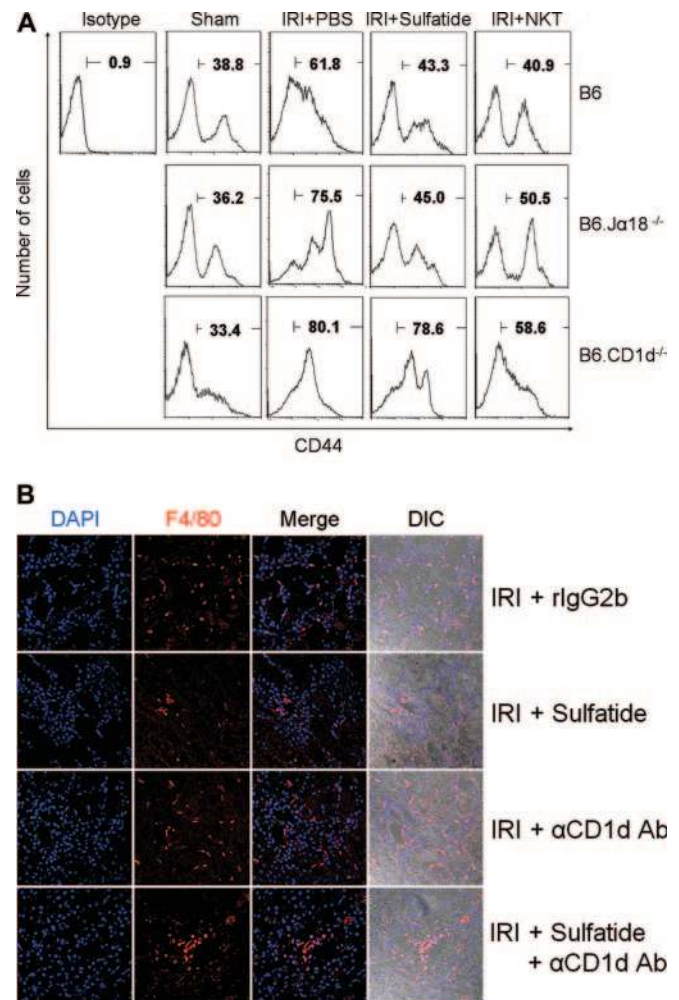 A
Isotype Sham IRI+PBS IRI+Sulfatide IRI+NKT
0.9 38.8 61.8 43.3 40.9 B6
36.2 75.5 45.0 50.5 B6.Jα18 -/-
33.4 80.1 78.6 58.6 B6.CD1d-/-
Number of cells
CD44
B
DAPI F4/80 Merge DIC
IRI + rIgG2b
IRI + Sulfatide
IRI + αCD1d Ab
IRI + Sulfatide
+ αCD1d Ab